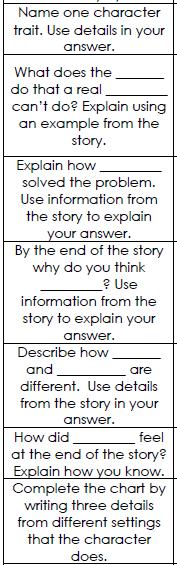 Name one character
trait. Use details in your
answer.
What does the _______
do that a real _________
can't do? Explain using
an example from the
story.
Explain how _________
solved the problem.
Use information from
the story to explain
your answer.
By the end of the story
why do you think
_________? Use
information from the
story to explain your
answer.
Describe how _______
and __________ are
different. Use details
from the story in your
answer.
How did _________ feel
at the end of the story?
Explain how you know.
Complete the chart by
writing three details
from different settings
that the character
does.